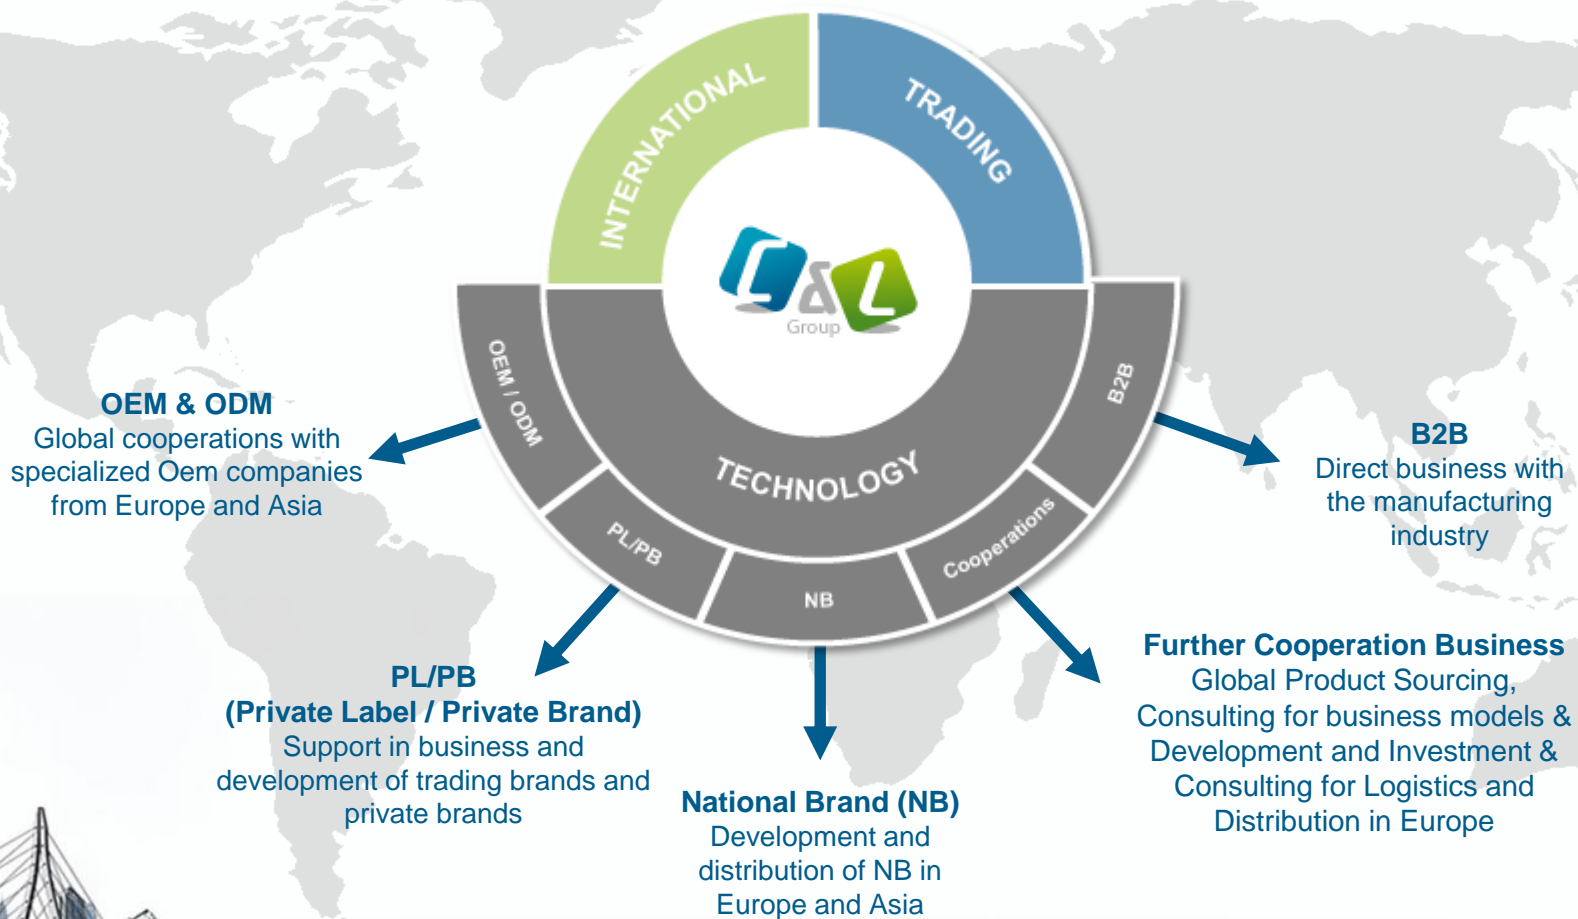 INTERNATIONAL
TRADING
C&L
Group
TECHNOLOGY
OEM / ODM
PL/PB
NB
Cooperations
B2B
OEM & ODM
Global cooperations with
specialized Oem companies
from Europe and Asia
PL/PB
(Private Label / Private Brand)
Support in business and
development of trading brands and
private brands
National Brand (NB)
Development and
distribution of NB in
Europe and Asia
Further Cooperation Business
Global Product Sourcing,
Consulting for business models &
Development and Investment &
Consulting for Logistics and
Distribution in Europe
B2B
Direct business with
the manufacturing
industry